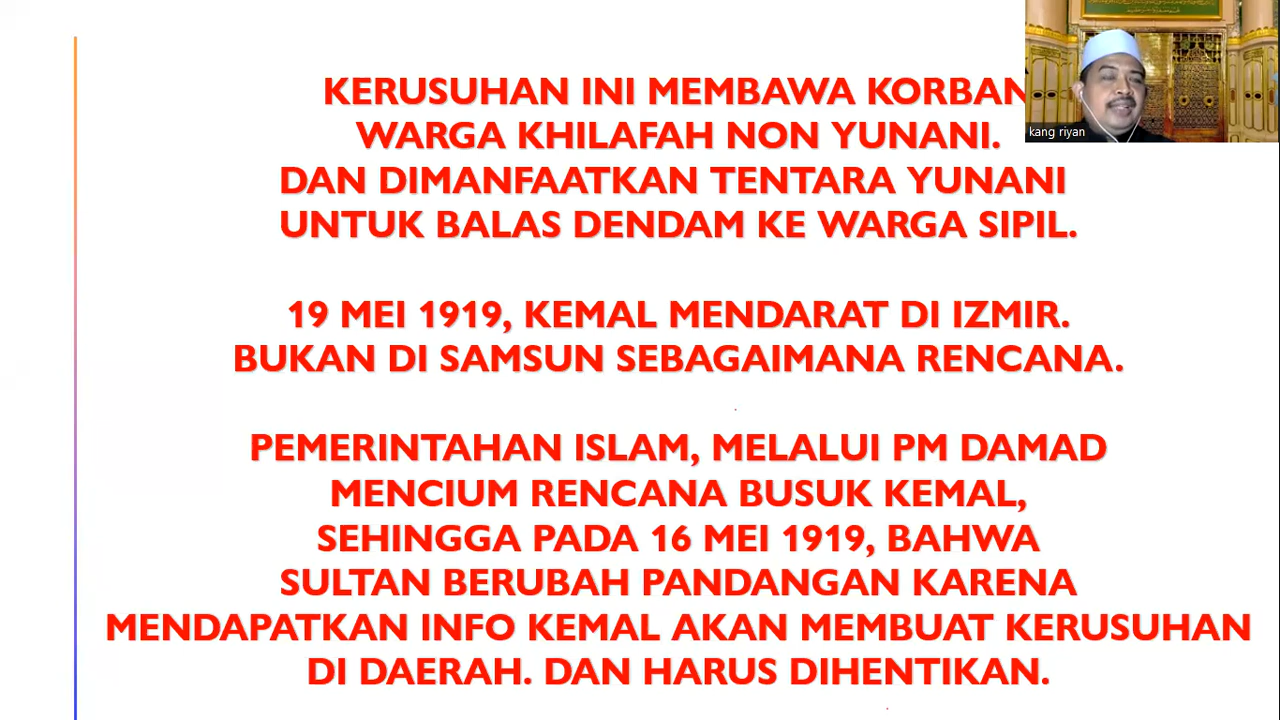 KERUSUHAN INI MEMBAWA KORBAN
WARGA KHILAFAH NON YUNANI.
DAN DIMANFAATKAN TENTARA YUNANI
UNTUK BALAS DENDAM KE WARGA SIPIL.
19 MEI 1919, KEMAL MENDARAT DI IZMIR.
BUKAN DI SAMSUN SEBAGAIMANA RENCANA.
PEMERINTAHAN ISLAM, MELALUI PM DAMAD
MENCIUM RENCANA BUSUK KEMAL,
SEHINGGA PADA 16 MEI 1919, BAHWA
SULTAN BERUBAH PANDANGAN KARENA
MENDAPATKAN INFO KEMAL AKAN MEMBUAT KERUSUHAN
DI DAERAH. DAN HARUS DIHENTIKAN.
kang riyan